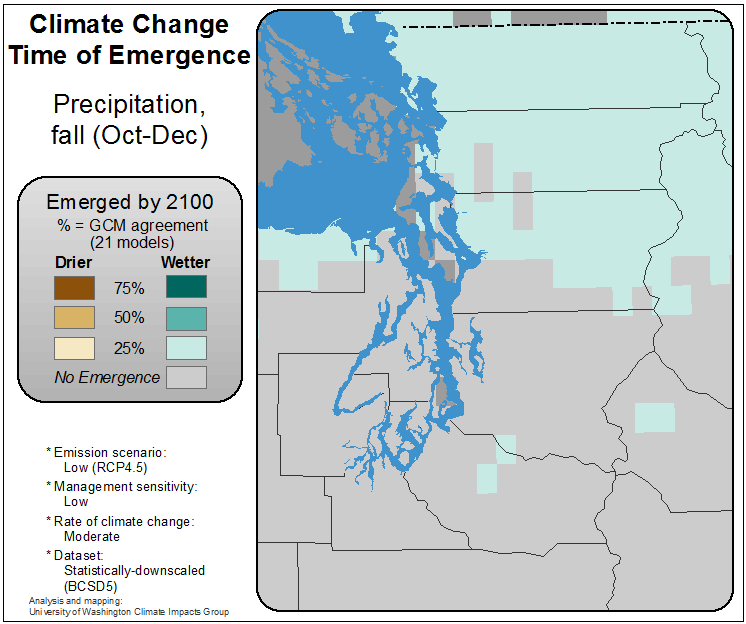 Climate Change
Time of Emergence
Precipitation,
fall (Oct-Dec)
Emerged by 2100
% = GCM agreement
(21 models)
Drier Wetter
75%
50%
25%
No Emergence
* Emission scenario:
Low (RCP4.5)
* Management sensitivity:
Low
* Rate of climate change:
Moderate
* Dataset:
Statistically-downscaled
(BCSD5)
Analysis and mapping:
University of Washington Climate Impacts Group